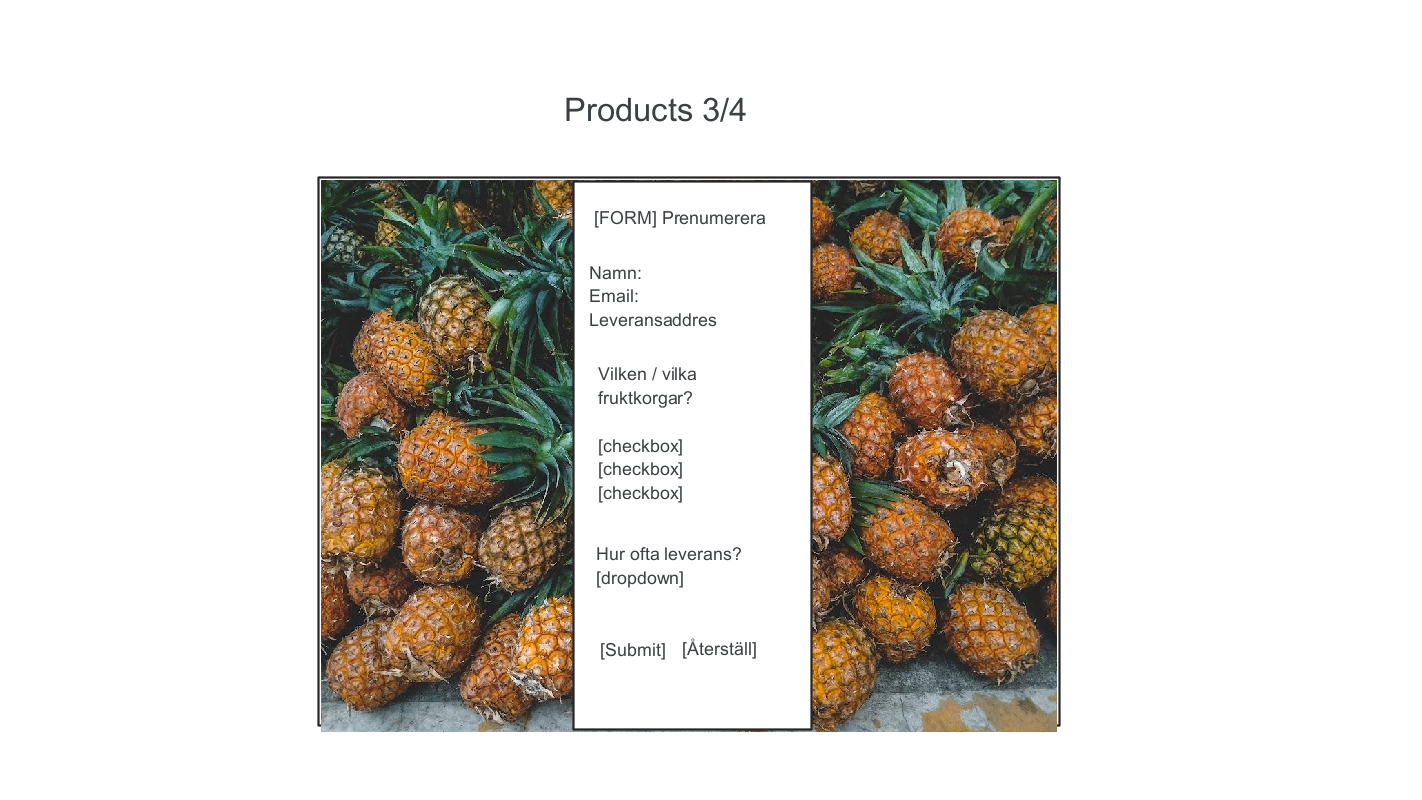 Products 3/4
[FORM] Prenumerera
Namn:
Email:
Leveransaddres
Vilken / vilka
fruktkorgar?
[checkbox]
[checkbox]
[checkbox]
Hur ofta leverans?
[dropdown]
[Submit] [Återställ]